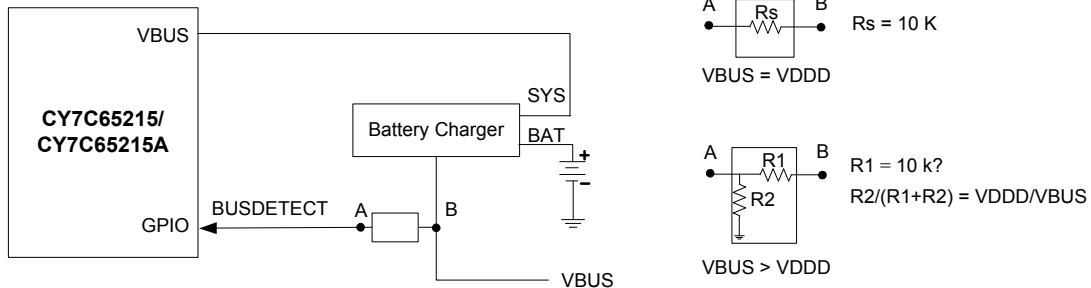 VBUS
CY7C65215/
CY7C65215A
SYS
Battery Charger
BAT
+
-
GPIO
BUSDETECT
A
B
VBUS
A
B
Rs
Rs = 10 K
VBUS = VDDD
A
B
R1
R2
R1 = 10 k?
R2/(R1+R2) = VDDD/VBUS
VBUS > VDDD